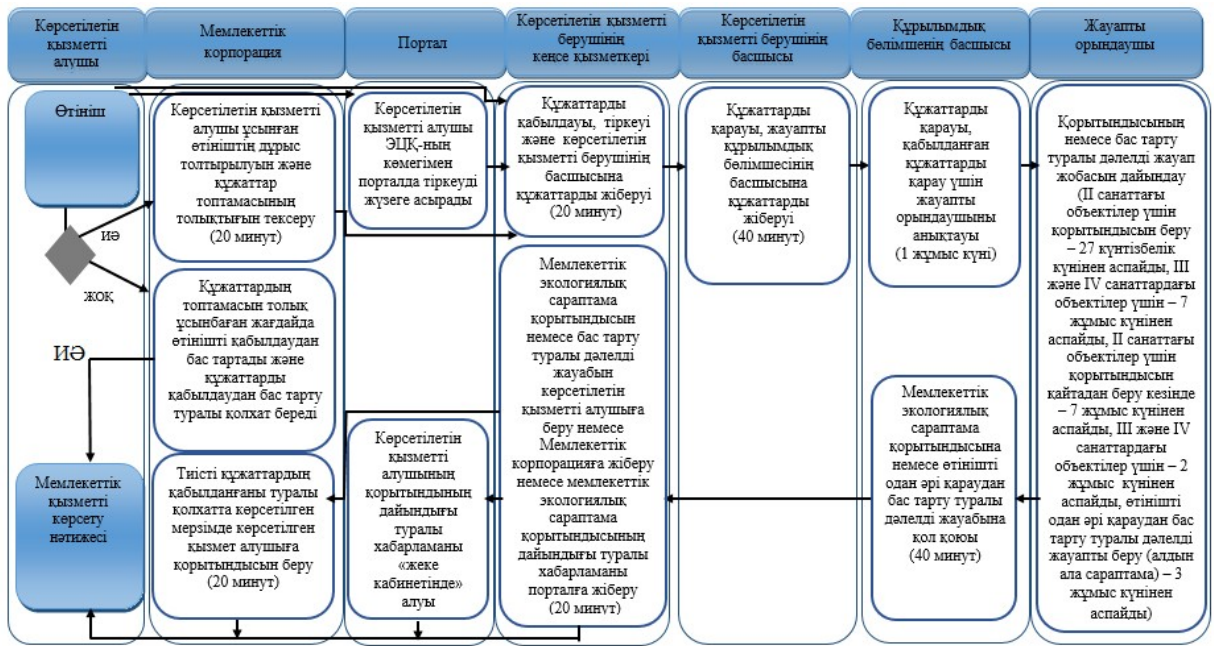 Көрсетілетін
қызметті
алушы
Мемлекеттік
корпорация
Портал
Көрсетілетін қызметті
берушінің
кеңсе қызметкері
Көрсетілетін
қызметті берушінің
басшысы
Құрылымдық
бөлімшенің басшысы
Жауапты
орындаушы
Өтініш
иә
жоқ
ИӘ
Мемлекеттік
қызметті
көрсету
нәтижесі
Көрсетілетін қызметті
алушы ұсынған
өтініштің дұрыс
толтырылуын және
құжаттар
топтамасының
толықтығын тексеру
(20 минут)
Құжаттардың
топтамасын толық
ұсынбаған жағдайда
өтінішті қабылдаудан
бас тартады және
құжаттарды
қабылдаудан бас тарту
туралы қолхат береді
Тиісті құжаттардың
қабылданғаны туралы
қолхатта көрсетілген
мерзімде көрсетілген
қызмет алушыға
қорытындысын беру
(20 минут)
Көрсетілетін
қызметті алушы
ЭЦҚ-ның
көмегімен
порталда тіркеуді
жүзеге асырады
Көрсетілетін
қызметті
алушының
қорытындының
дайындығы
туралы
хабарламаны
«жеке
кабинетінде»
алуы
Құжаттарды
қабылдауы, тіркеуі
және көрсетілетін
қызметті берушінің
басшысына
құжаттарды жіберуі
(20 минут)
Мемлекеттік
экологиялық
сараптама
қорытындысын
немесе бас тарту
туралы дәлелді
жауабын
көрсетілетін
қызметті алушыға
беру немесе
Мемлекеттік
корпорацияға жіберу
немесе мемлекеттік
экологиялық
сараптама
қорытындысының
дайындығы туралы
хабарламаны
порталға жіберу
(20 минут)
Құжаттарды
қарауы, жауапты
құрылымдық
бөлімшесінің
басшысына
құжаттарды
жіберуі
(40 минут)
Құжаттарды
қарауы,
қабылданған
құжаттарды
қарау үшін
жауапты
орындаушыны
анықтауы
(1 жұмыс күні)
Мемлекеттік
экологиялық
сараптама
қорытындысына
немесе өтінішті
одан әрі қараудан
бас тарту туралы
дәлелді жауабына
қол қоюы
(40 минут)
Қорытындысының
немесе бас тарту
туралы дәлелді жауап
жобасын дайындау
(II санаттағы
объектілер үшін
қорытындысын беру
– 27 күнтізбелік
күнінен аспайды, III
және IV санаттардағы
объектілер үшін – 7
жұмыс күнінен
аспайды, II санаттағы
объектілер үшін
қорытындысын
қайтадан беру кезінде
– 7 жұмыс күнінен
аспайды, III және IV
санаттардағы
объектілер үшін – 2
жұмыс күнінен
аспайды, өтінішті
одан әрі қараудан бас
тарту туралы дәлелді
жауапты беру (алдын
ала сараптама) – 3
жұмыс күнінен
аспайды)